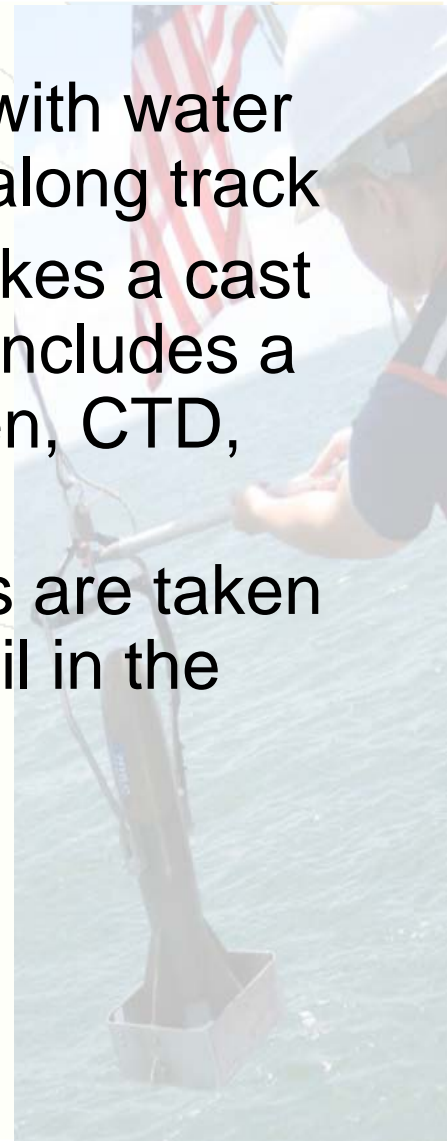 with water
along track
kes a cast
ncludes a
n, CTD,
s are taken
il in the